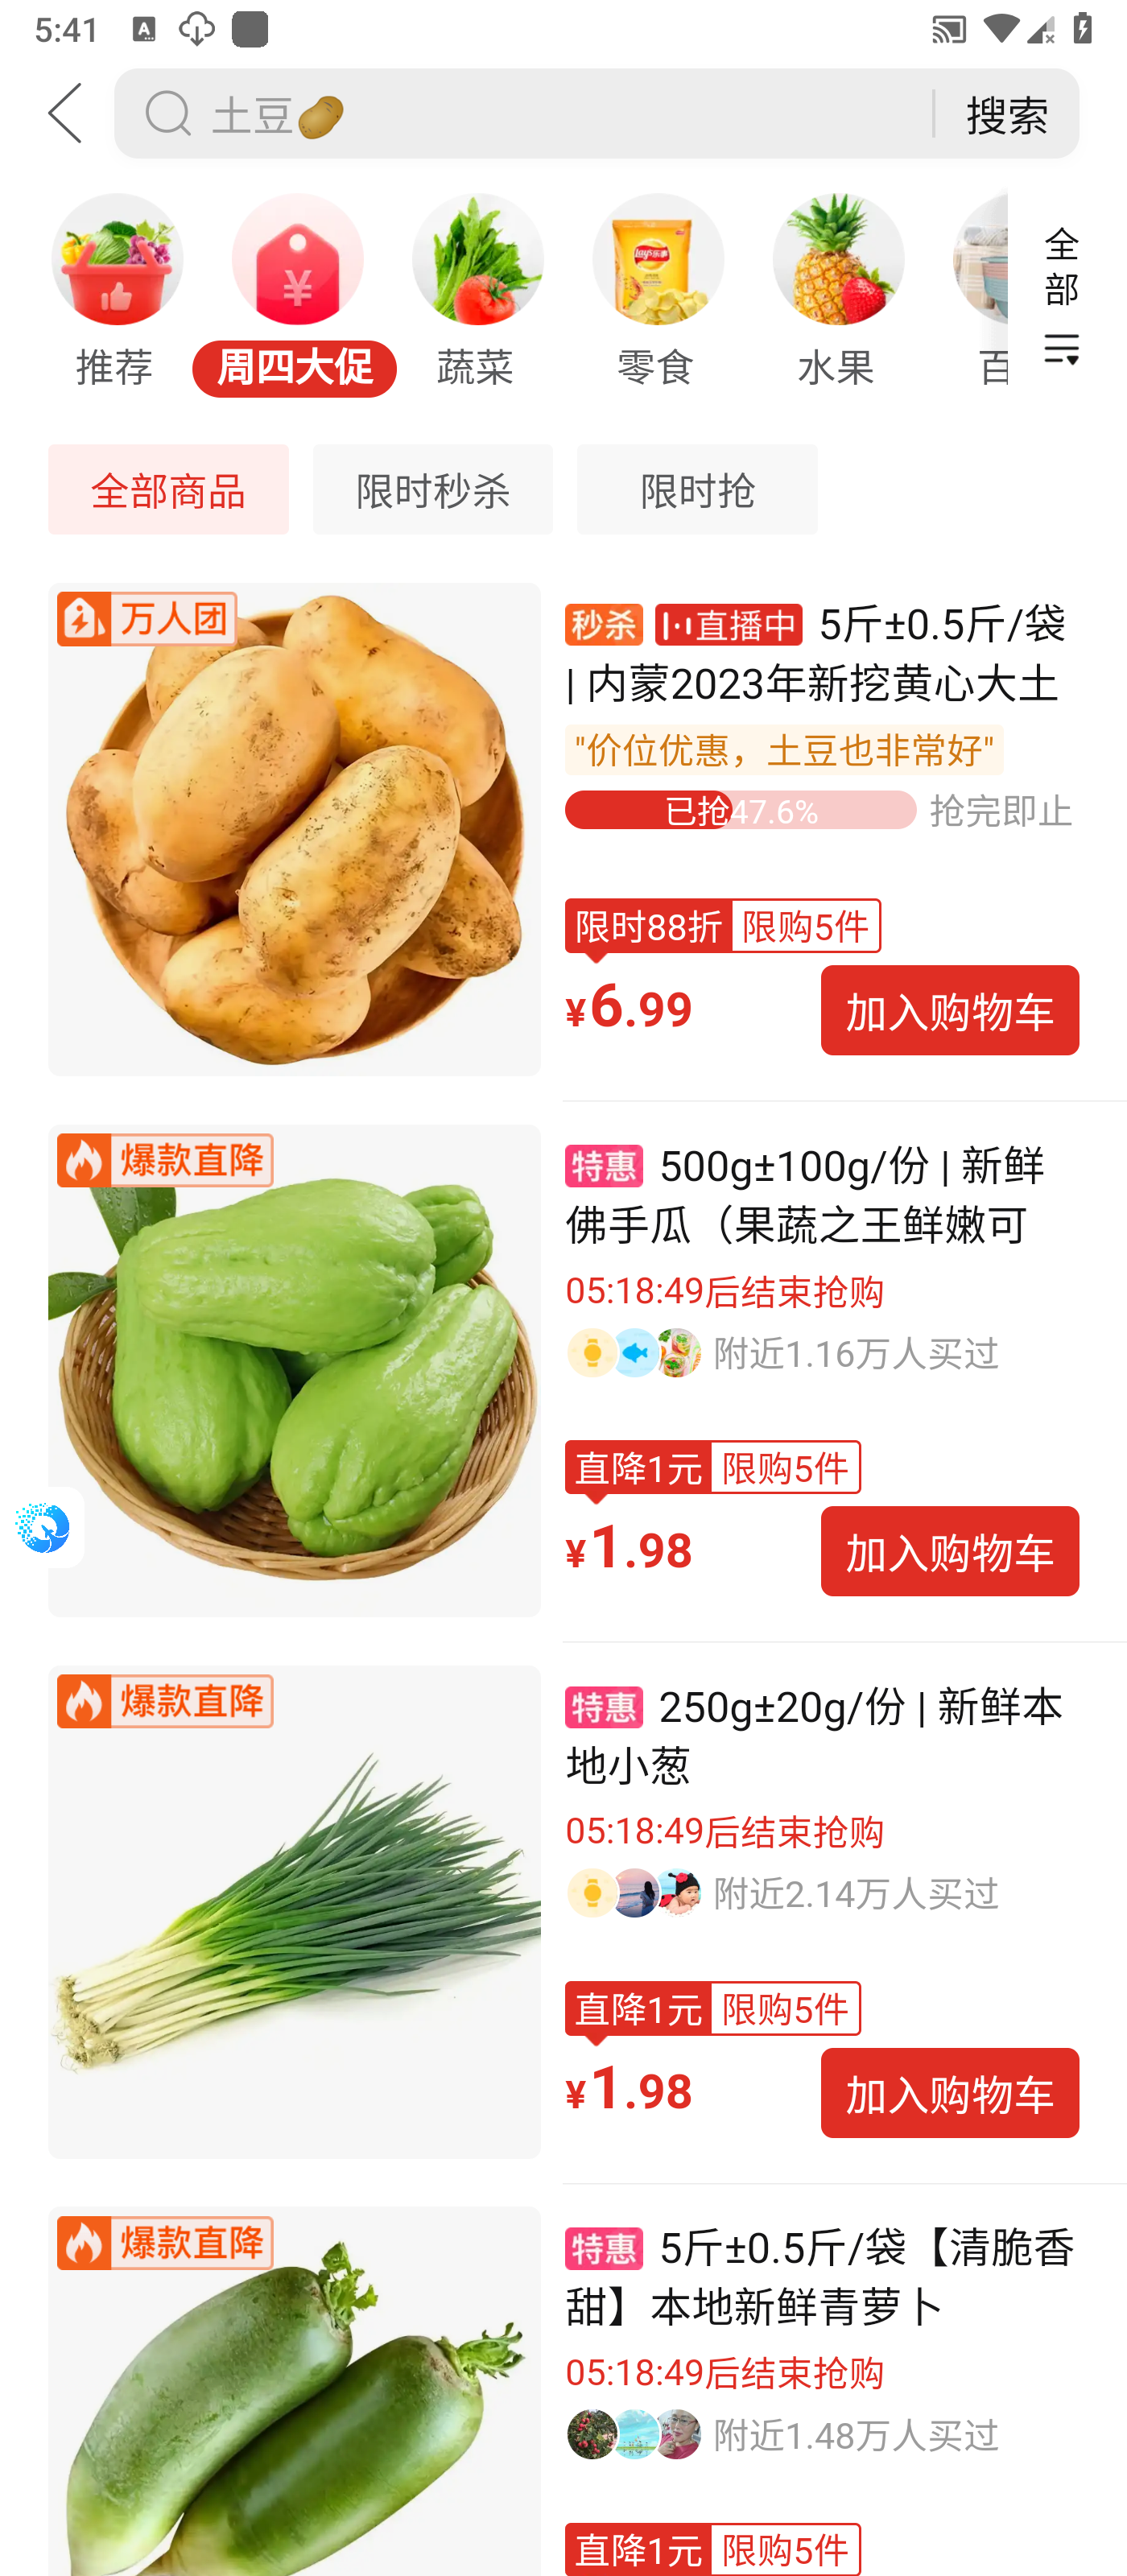 5:41
土豆🥔
搜索
推荐
周四大促
蔬菜
零食
水果
百
全部
全部商品
限时秒杀
限时抢
万人团
秒杀 直播中 5斤±0.5斤/袋
| 内蒙2023年新挖黄心大土
"价位优惠，土豆也非常好"
已抢47.6% 抢完即止
限时88折 限购5件
¥6.99 加入购物车
爆款直降
特惠 500g±100g/份 | 新鲜
佛手瓜（果蔬之王鲜嫩可
05:18:49后结束抢购
附近1.16万人买过
直降1元 限购5件
¥1.98 加入购物车
爆款直降
特惠 250g±20g/份 | 新鲜本
地小葱
05:18:49后结束抢购
附近2.14万人买过
直降1元 限购5件
¥1.98 加入购物车
爆款直降
特惠 5斤±0.5斤/袋【清脆香
甜】本地新鲜青萝卜
05:18:49后结束抢购
附近1.48万人买过
直降1元 限购5件